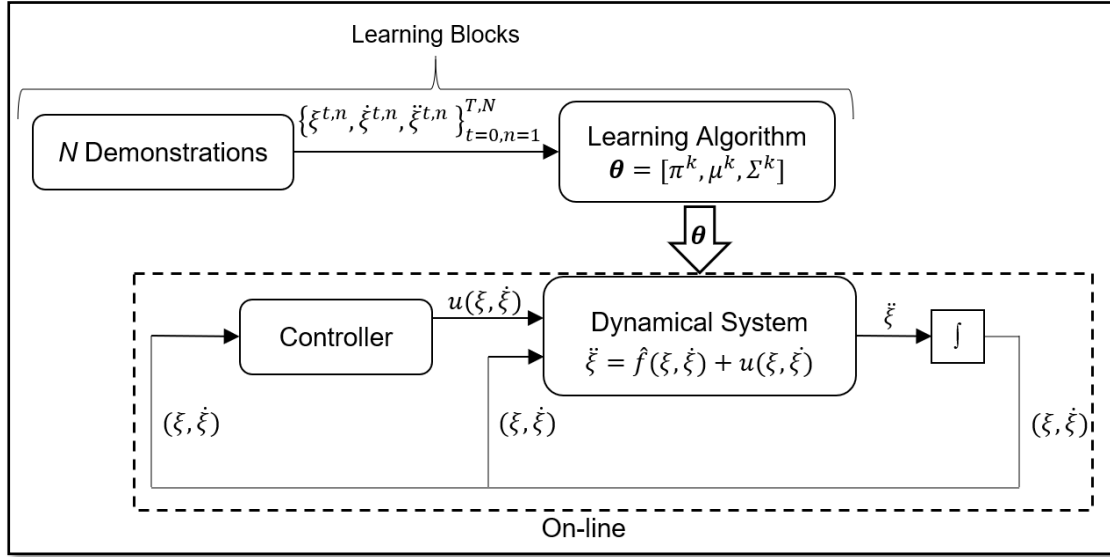 Learning Blocks
{ξ^{t,n}, ξ̇^{t,n}, ξ̈^{t,n}}^{T,N}_{t=0,n=1}
N Demonstrations
Learning Algorithm
θ = [π^k, μ^k, Σ^k]
θ
Controller
u(ξ, ξ̇)
Dynamical System
ξ̈ = f̂(ξ, ξ̇) + u(ξ, ξ̇)
ξ̈
∫
(ξ, ξ̇)
(ξ, ξ̇)
(ξ, ξ̇)
On-line